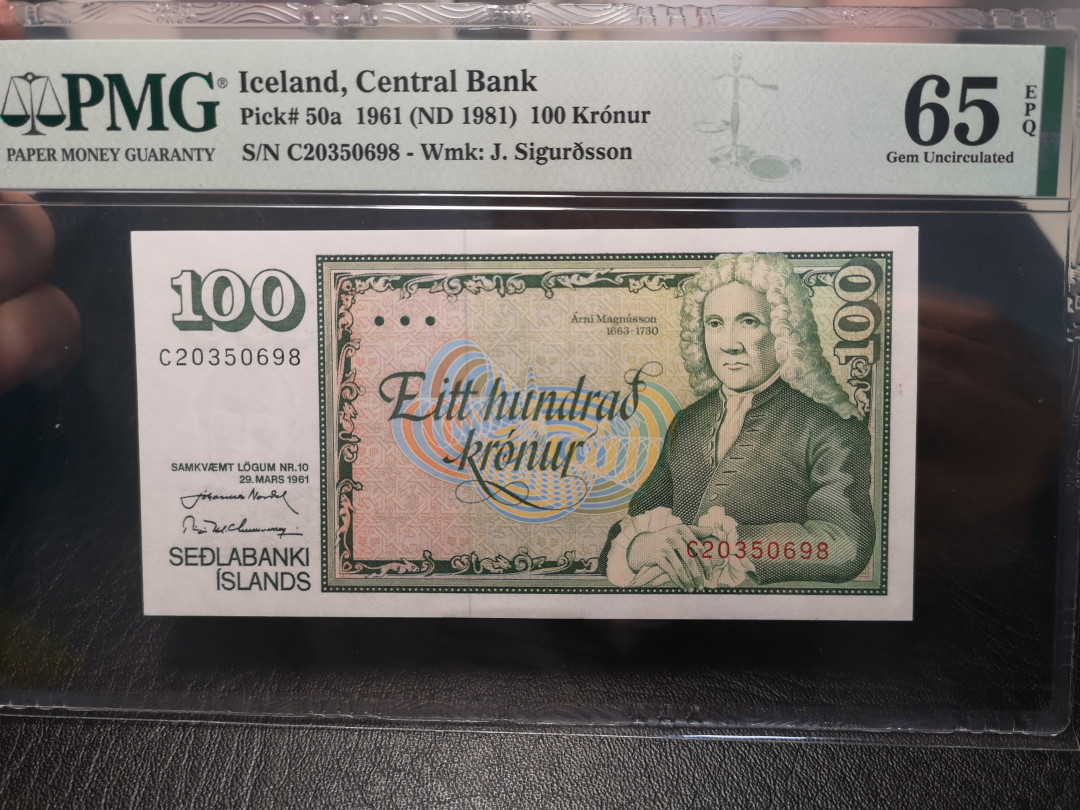 PMG®
PAPER MONEY GUARANTY
Iceland, Central Bank
Pick# 50a 1961 (ND 1981) 100 Krónur
S/N C20350698 - Wmk: J. Sigurðsson
65
EPQ
Gem Uncirculated
100
C20350698
SAMKVÆMT LÖGUM NR.10
29. MARS 1961
SEÐLABANKI
ÍSLANDS
Árni Magnússon
1663-1730
Eitt hundrað
krónur
100
C20350698